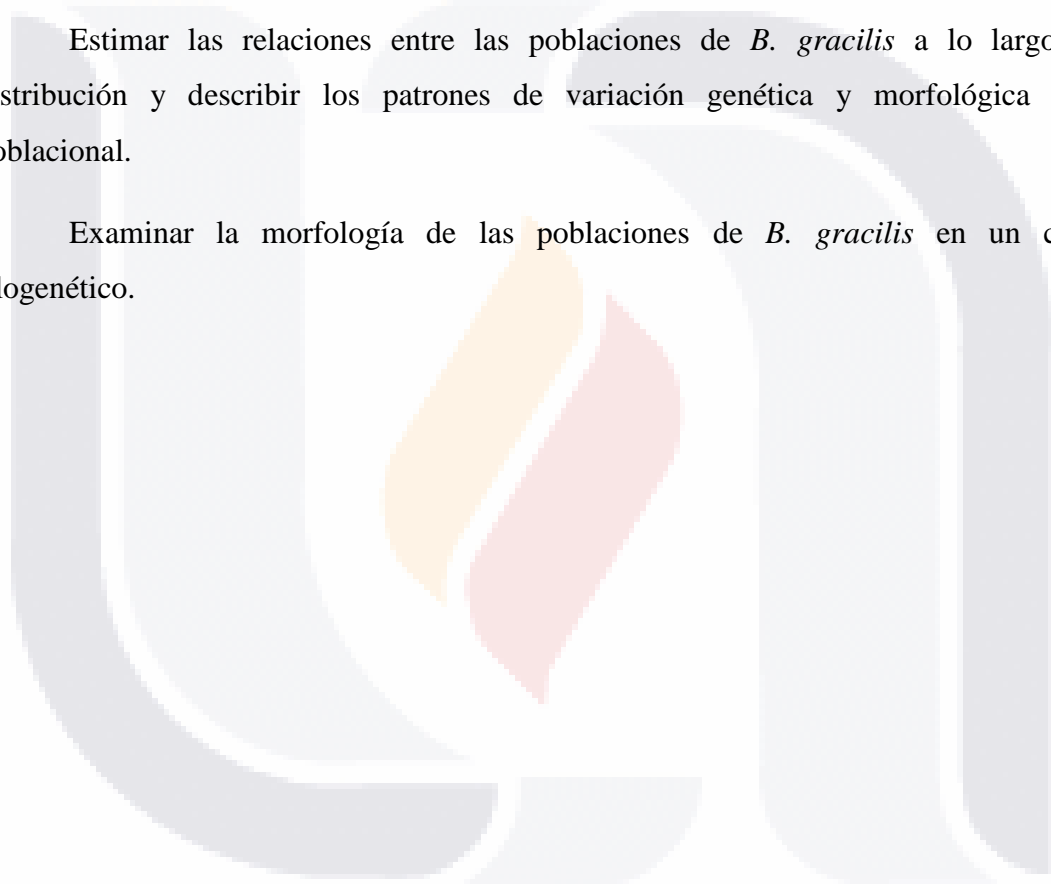 Estimar las relaciones entre las poblaciones de B. gracilis a lo largo
stribución y describir los patrones de variación genética y morfológica
oblacional.
Examinar la morfología de las poblaciones de B. gracilis en un c
logenético.